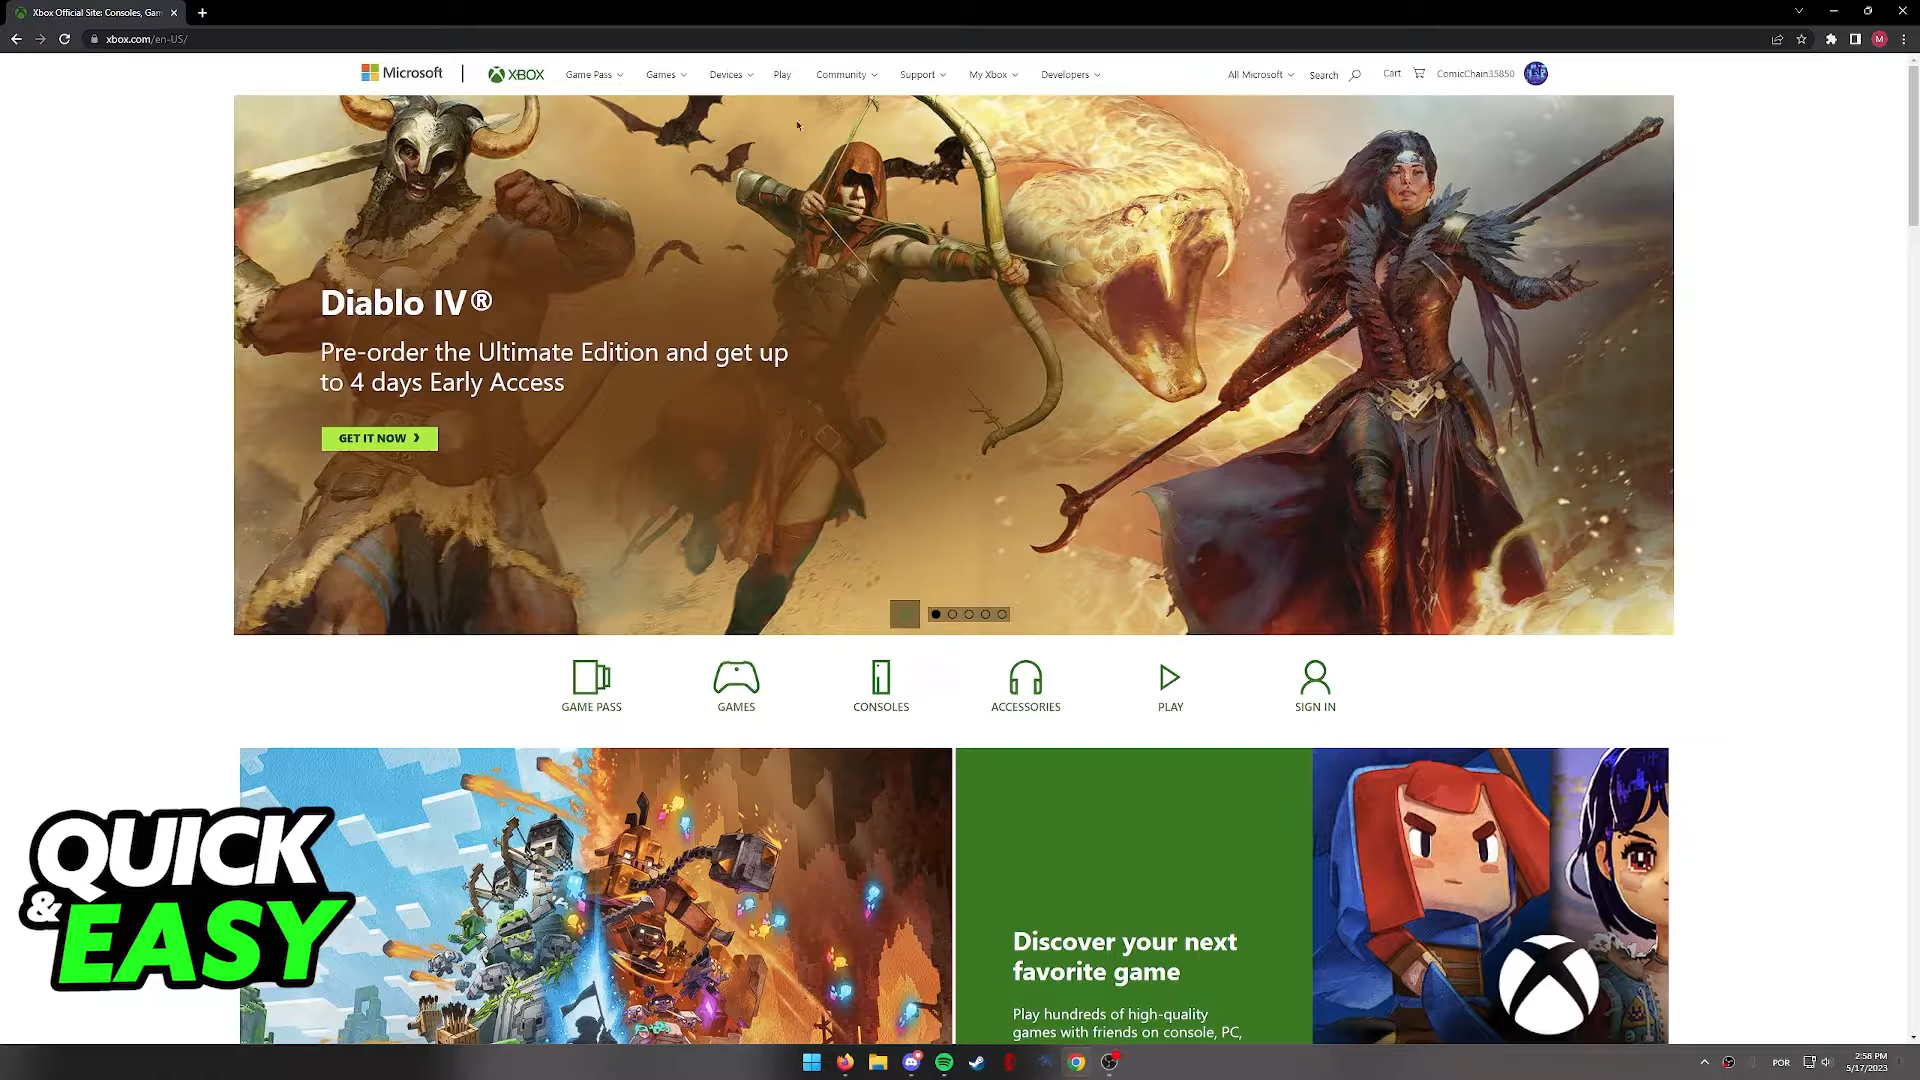 Xbox Official Site: Consoles, Gam
xbox.com/en-US/
M
Microsoft
XBOX
Game Pass
Games
Devices
Play
Community
Support
My Xbox
Developers
All Microsoft
Search
Cart
ComicChain35850
Diablo IV®
Pre-order the Ultimate Edition and get up
to 4 days Early Access
GET IT NOW
GAME PASS
GAMES
CONSOLES
ACCESSORIES
PLAY
SIGN IN
QUICK
& EASY
Discover your next
favorite game
Play hundreds of high-quality
games with friends on console, PC,
POR
2:58 PM
5/17/2023